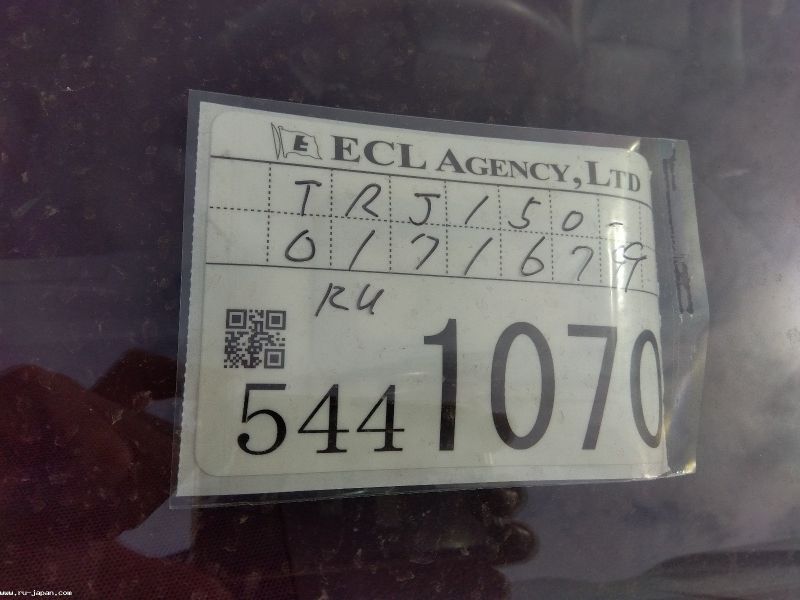 E ECL AGENCY, LTD
TRJ150-
0171679
RU
5441070
www.ru-japan.com